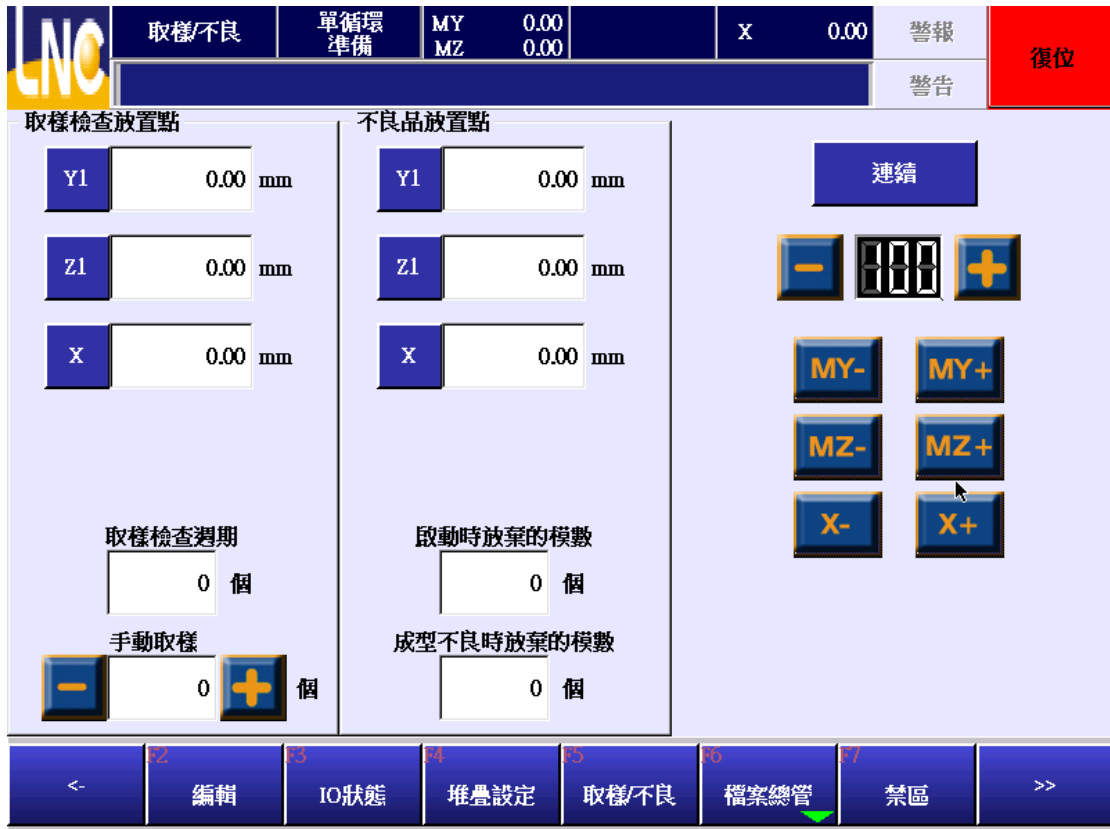 LNC
取樣/不良
單循環
準備
MY 0.00
MZ 0.00
X 0.00
警報
警告
復位
取樣檢查放置點
Y1 0.00 mm
Z1 0.00 mm
X 0.00 mm
取樣檢查週期
0 個
手動取樣
- 0 + 個
不良品放置點
Y1 0.00 mm
Z1 0.00 mm
X 0.00 mm
啟動時放棄的模數
0 個
成型不良時放棄的模數
0 個
連續
- 100 +
MY- MY+
MZ- MZ+
X- X+
<-
F2 編輯
F3 IO狀態
F4 堆疊設定
F5 取樣/不良
F6 檔案總管
F7 禁區
>>